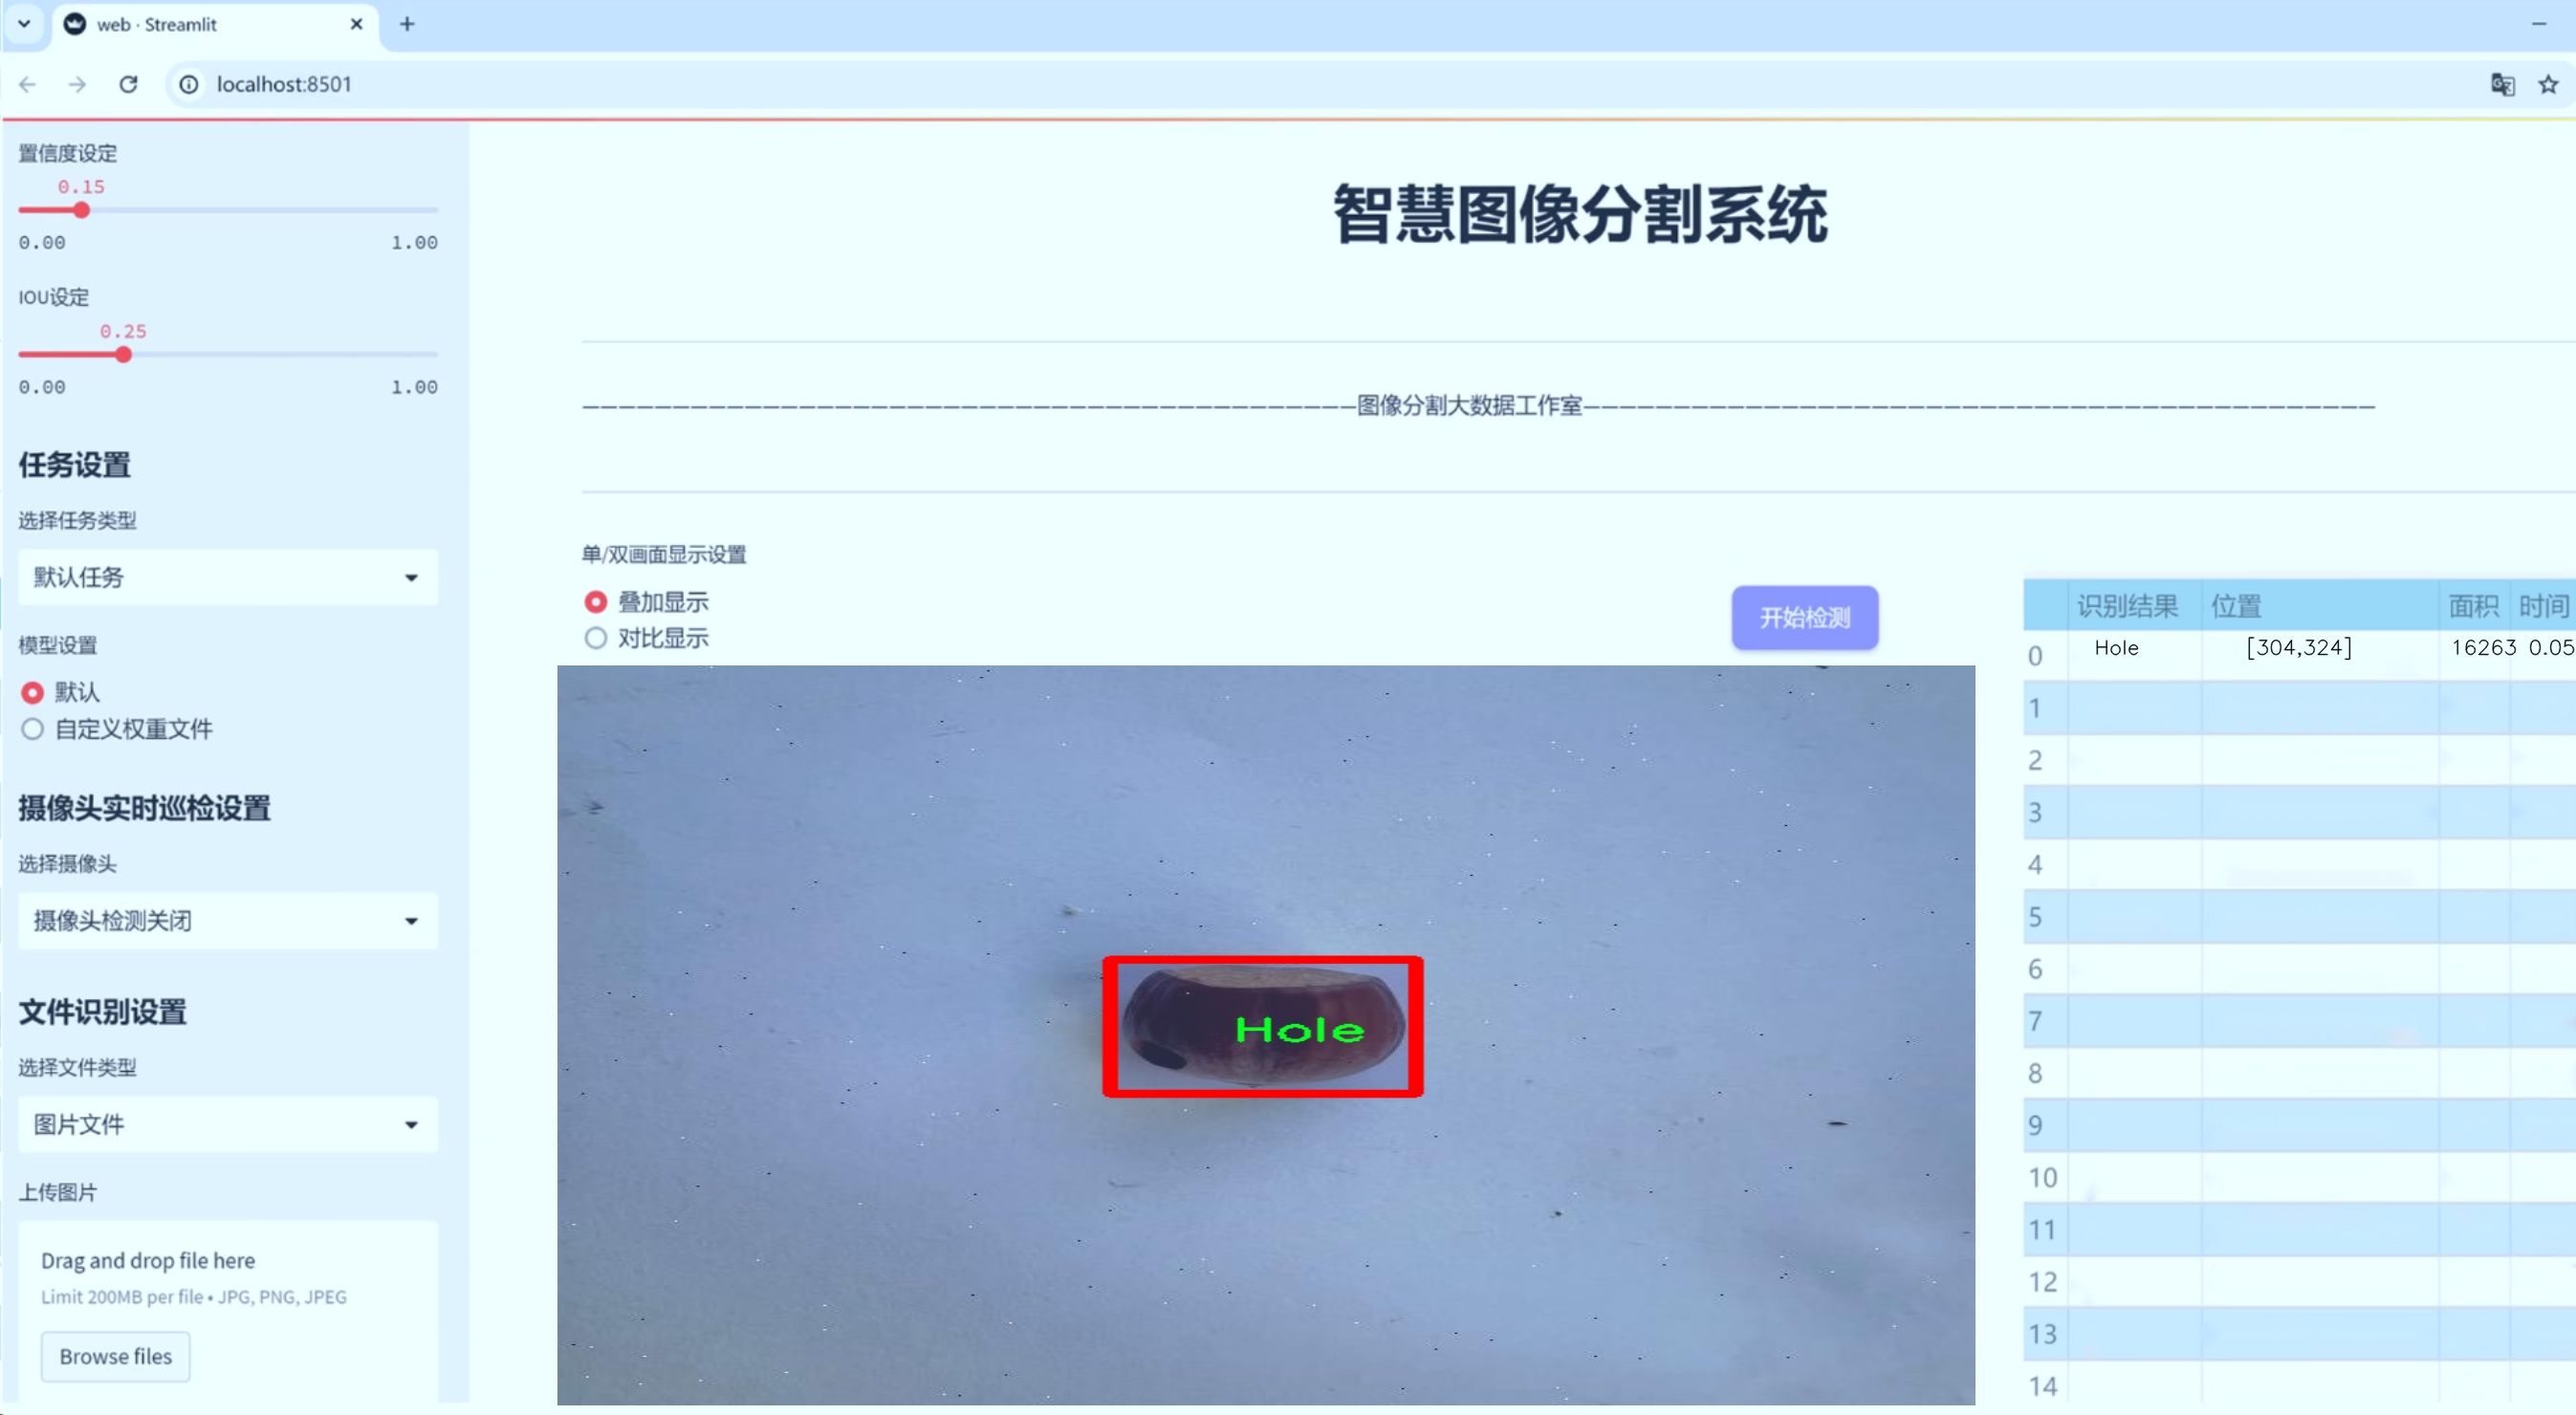 web · Streamlit
localhost:8501
置信度设定
0.15
0.00 1.00
IOU设定
0.25
0.00 1.00
任务设置
选择任务类型
默认任务
模型设置
默认
自定义权重文件
摄像头实时巡检设置
选择摄像头
摄像头检测关闭
文件识别设置
选择文件类型
图片文件
上传图片
Drag and drop file here
Limit 200MB per file • JPG, PNG, JPEG
Browse files
智慧图像分割系统
图像分割大数据工作室
单/双画面显示设置
叠加显示
对比显示
开始检测
Hole
识别结果 位置 面积 时间
0 Hole [304,324] 16263 0.05
1
2
3
4
5
6
7
8
9
10
11
12
13
14